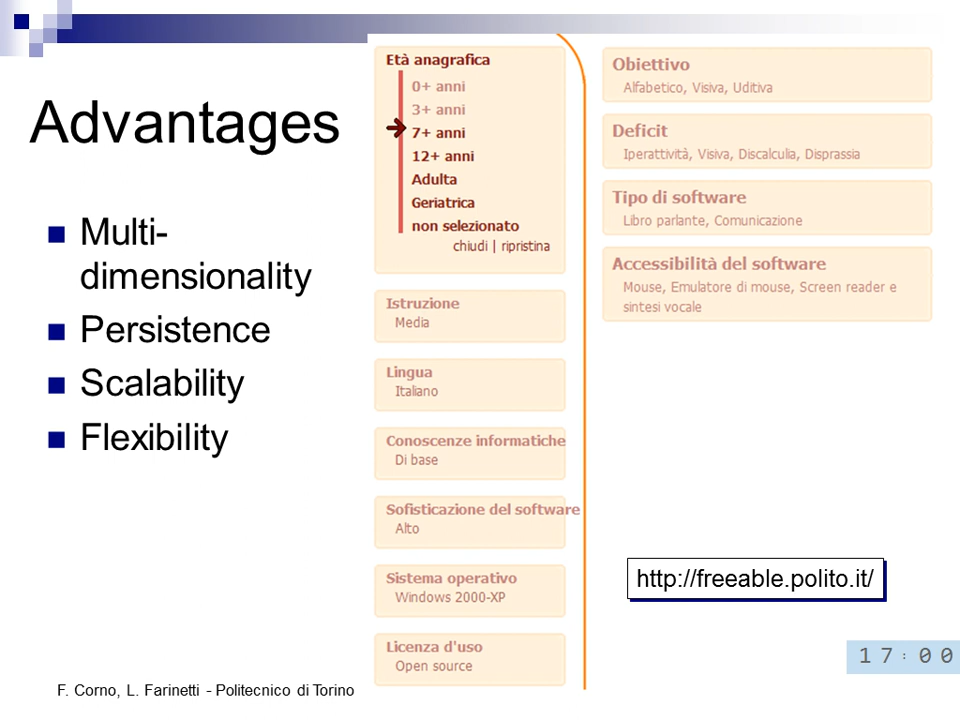 Advantages
Multi-
dimensionality
Persistence
Scalability
Flexibility
Età anagrafica
0+ anni
3+ anni
7+ anni
12+ anni
Adulta
Geriatrica
non selezionato
chiudi | ripristina
Istruzione
Media
Lingua
Italiano
Conoscenze informatiche
Di base
Sofisticazione del software
Alto
Sistema operativo
Windows 2000-XP
Licenza d'uso
Open source
Obiettivo
Alfabetico, Visiva, Uditiva
Deficit
Iperattività, Visiva, Discalculia, Disprassia
Tipo di software
Libro parlante, Comunicazione
Accessibilità del software
Mouse, Emulatore di mouse, Screen reader e
sintesi vocale
http://freeable.polito.it/
17:00
F. Corno, L. Farinetti - Politecnico di Torino